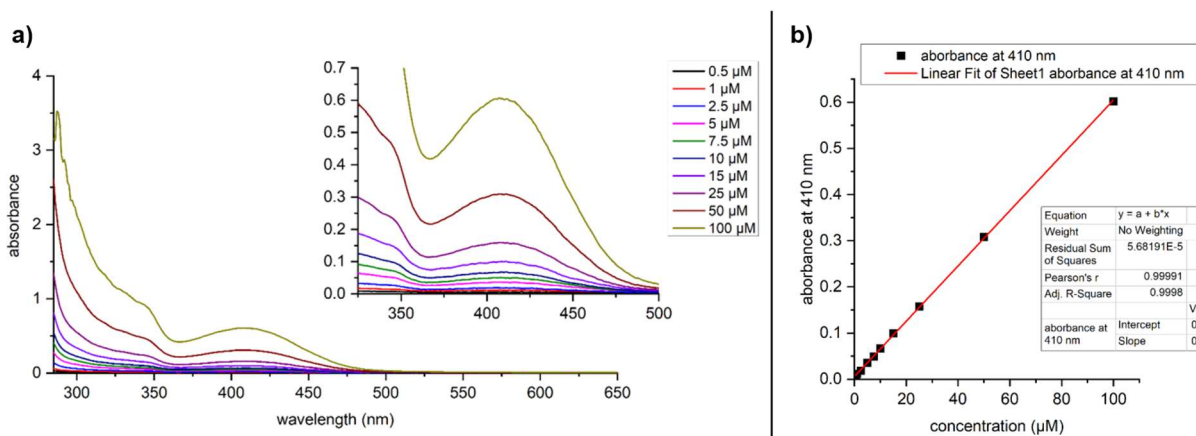 a)
absorbance
4
3
2
1
0
285
350
425
500
575
650
wavelength (nm)
0.7
0.6
0.5
0.4
0.3
0.2
0.1
0.0
350
400
450
500
0.5 µM
1 µM
2.5 µM
5 µM
7.5 µM
10 µM
15 µM
25 µM
50 µM
100 µM
b)
aborbance at 410 nm
Linear Fit of Sheet1 aborbance at 410 nm
aborbance at 410 nm
0.6
0.5
0.3
0.2
0.1
0.0
0
20
40
60
80
100
concentration (µM)
Equation y = a + b*x
Weight No Weighting
Residual Sum of Squares 5.68191E-5
Pearson's r 0.99991
Adj. R-Square 0.9998
V
aborbance at 410 nm Intercept 0
Slope 0